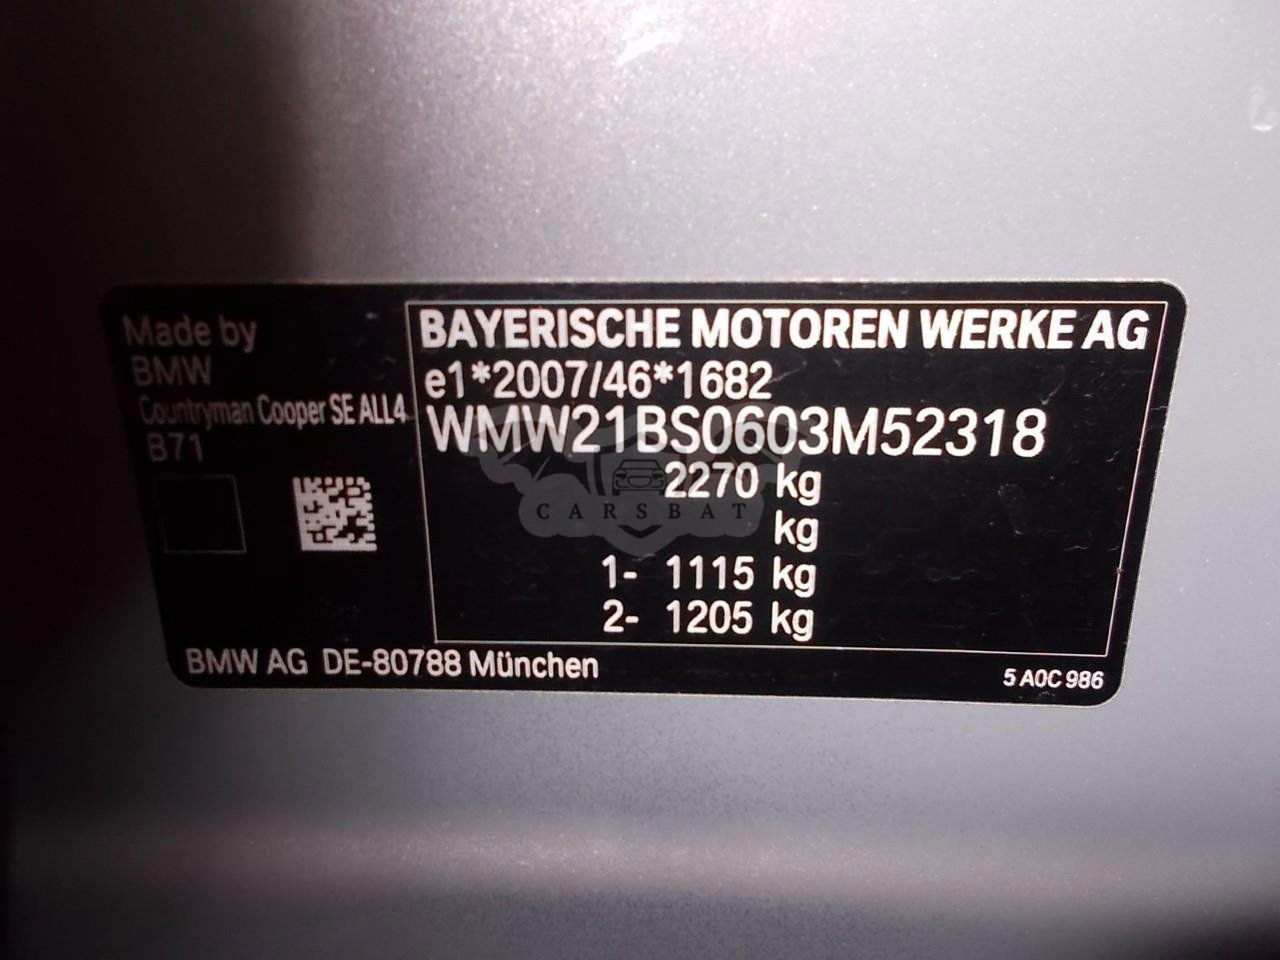 Made by
BMW
Countryman Cooper SE ALL4
B71
BAYERISCHE MOTOREN WERKE AG
e1*2007/46*1682
WMW21BS0603M52318
2270 kg
kg
1- 1115 kg
2- 1205 kg
CARSBAT
BMW AG DE-80788 München
5 A0C 986